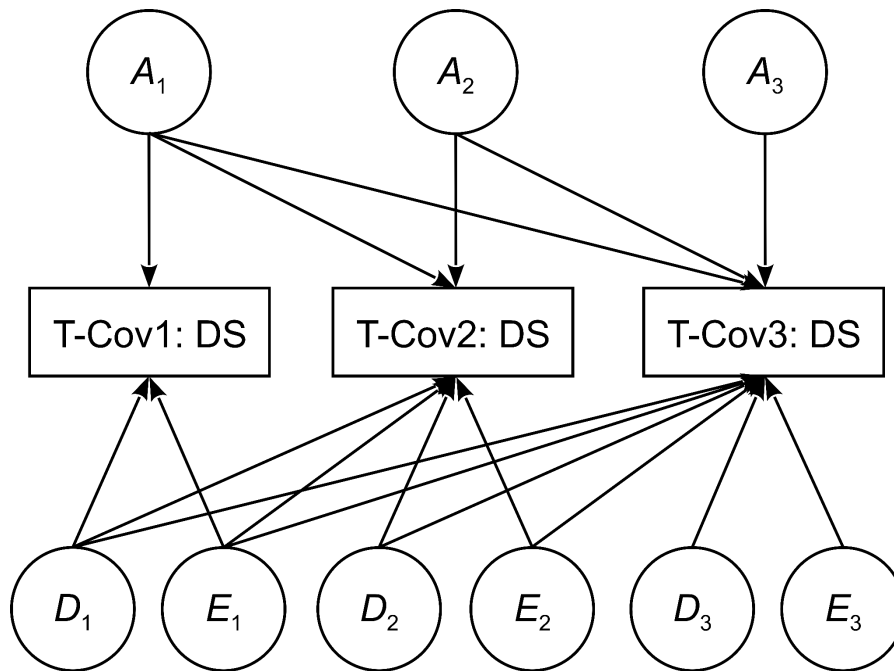 A1 A2 A3
T-Cov1: DS T-Cov2: DS T-Cov3: DS
D1 E1 D2 E2 D3 E3